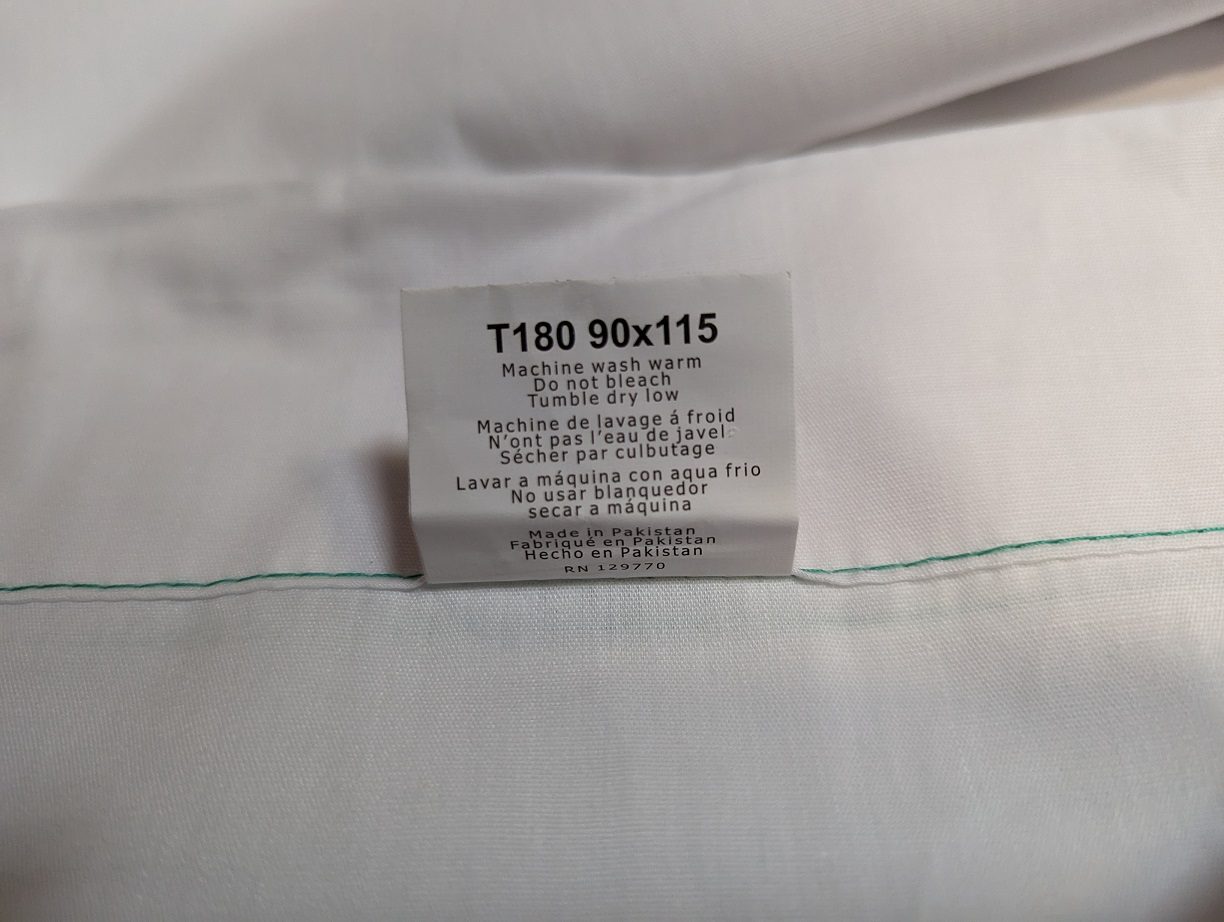 T180 90x115
Machine wash warm
Do not bleach
Tumble dry low
Machine de lavage á froid
N'ont pas l'eau de javel
Sécher par culbutage
Lavar a máquina con aqua frio
No usar blanquedor
secar a máquina
Made in Pakistan
Fabriqué en Pakistan
Hecho en Pakistan
RN 129770